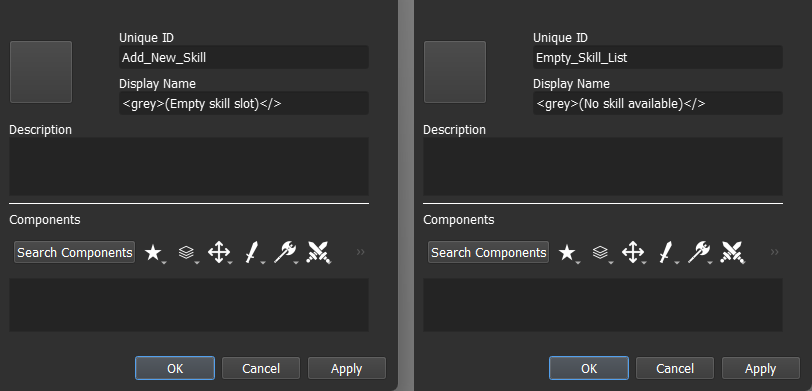 Unique ID
Add_New_Skill
Display Name
<grey>(Empty skill slot)</>
Description
Components
Search Components
OK
Cancel
Apply
Unique ID
Empty_Skill_List
Display Name
<grey>(No skill available)</>
Description
Components
Search Components
OK
Cancel
Apply